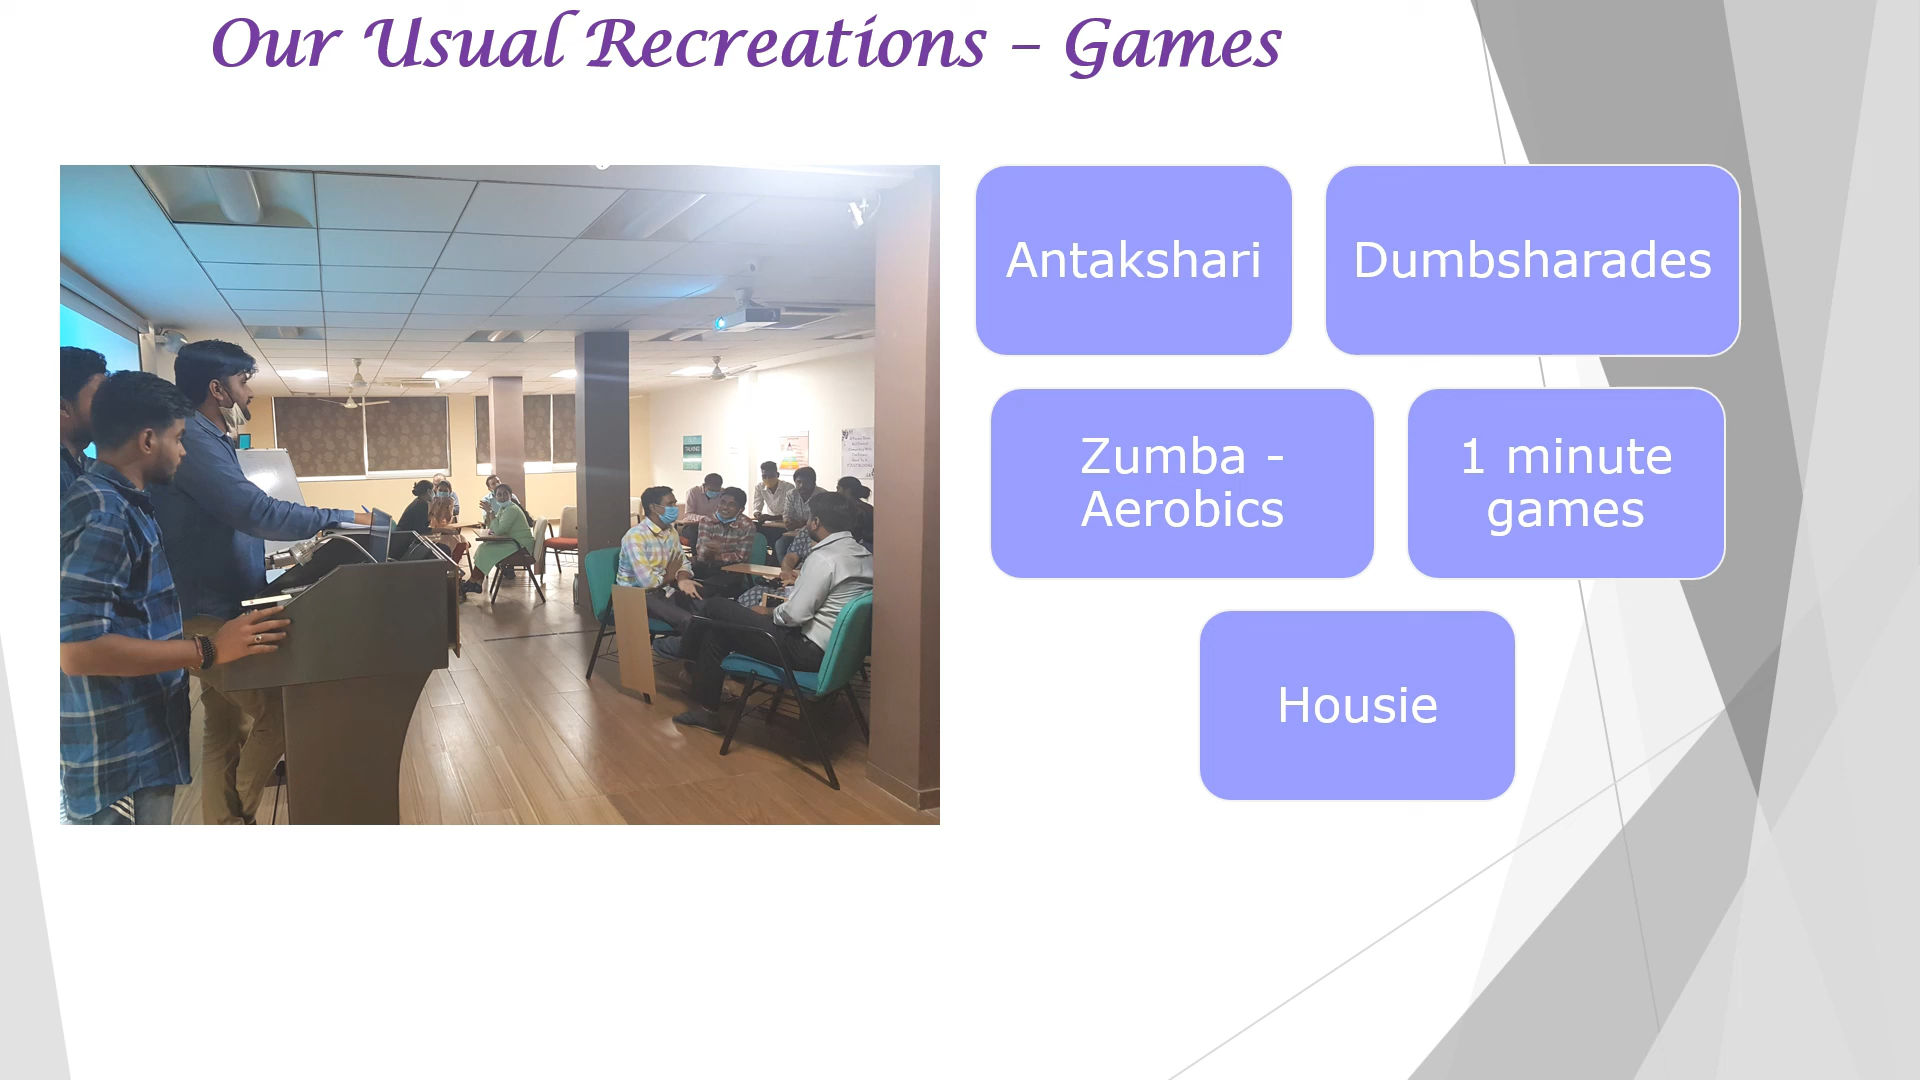 Our Usual Recreations – Games
Antakshari
Dumbsharades
Zumba -
Aerobics
1 minute
games
Housie